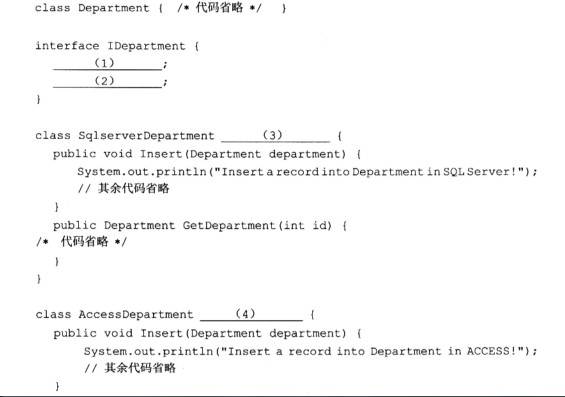 class Department { /* 代码省略 */ }
interface IDepartment {
(1) ;
(2) ;
}
class SqlserverDepartment (3) {
public void Insert(Department department) {
System.out.println("Insert a record into Department in SQL Server!");
// 其余代码省略
}
public Department GetDepartment(int id) {
/* 代码省略 */
}
}
class AccessDepartment (4) {
public void Insert(Department department) {
System.out.println("Insert a record into Department in ACCESS!");
// 其余代码省略
}